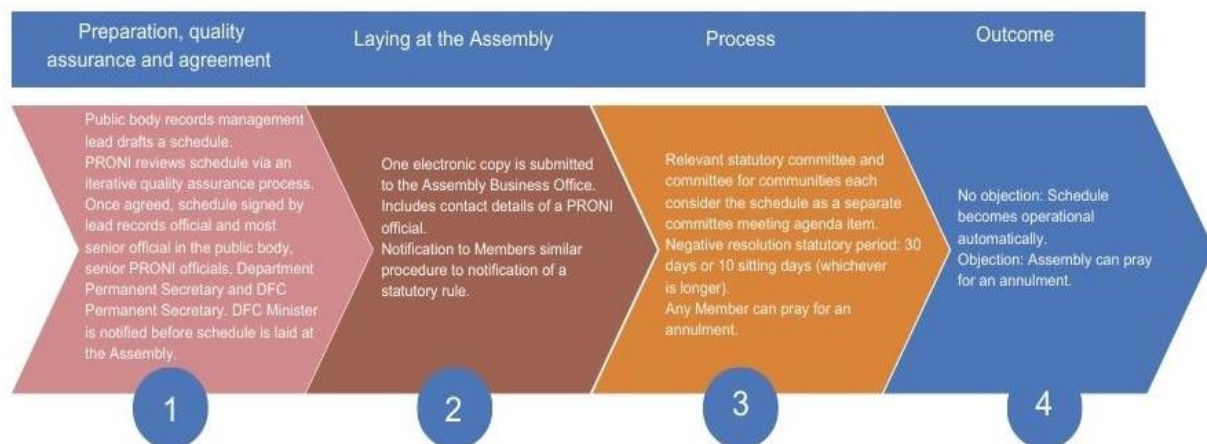 Preparation, quality
assurance and agreement
Laying at the Assembly
Process
Outcome
Public body records management
lead drafts a schedule.
PRONI reviews schedule via an
iterative quality assurance process.
Once agreed, schedule signed by
lead records official and most
senior official in the public body,
senior PRONI officials, Department
Permanent Secretary and DFC
Permanent Secretary. DFC Minister
is notified before schedule is laid at
the Assembly.
1
One electronic copy is submitted
to the Assembly Business Office.
Includes contact details of a PRONI
official.
Notification to Members similar
procedure to notification of a
statutory rule.
2
Relevant statutory committee and
committee for communities each
consider the schedule as a separate
committee meeting agenda item.
Negative resolution statutory period: 30
days or 10 sitting days (whichever
is longer).
Any Member can pray for an
annulment.
3
No objection: Schedule
becomes operational
automatically.
Objection: Assembly can pray
for an annulment.
4